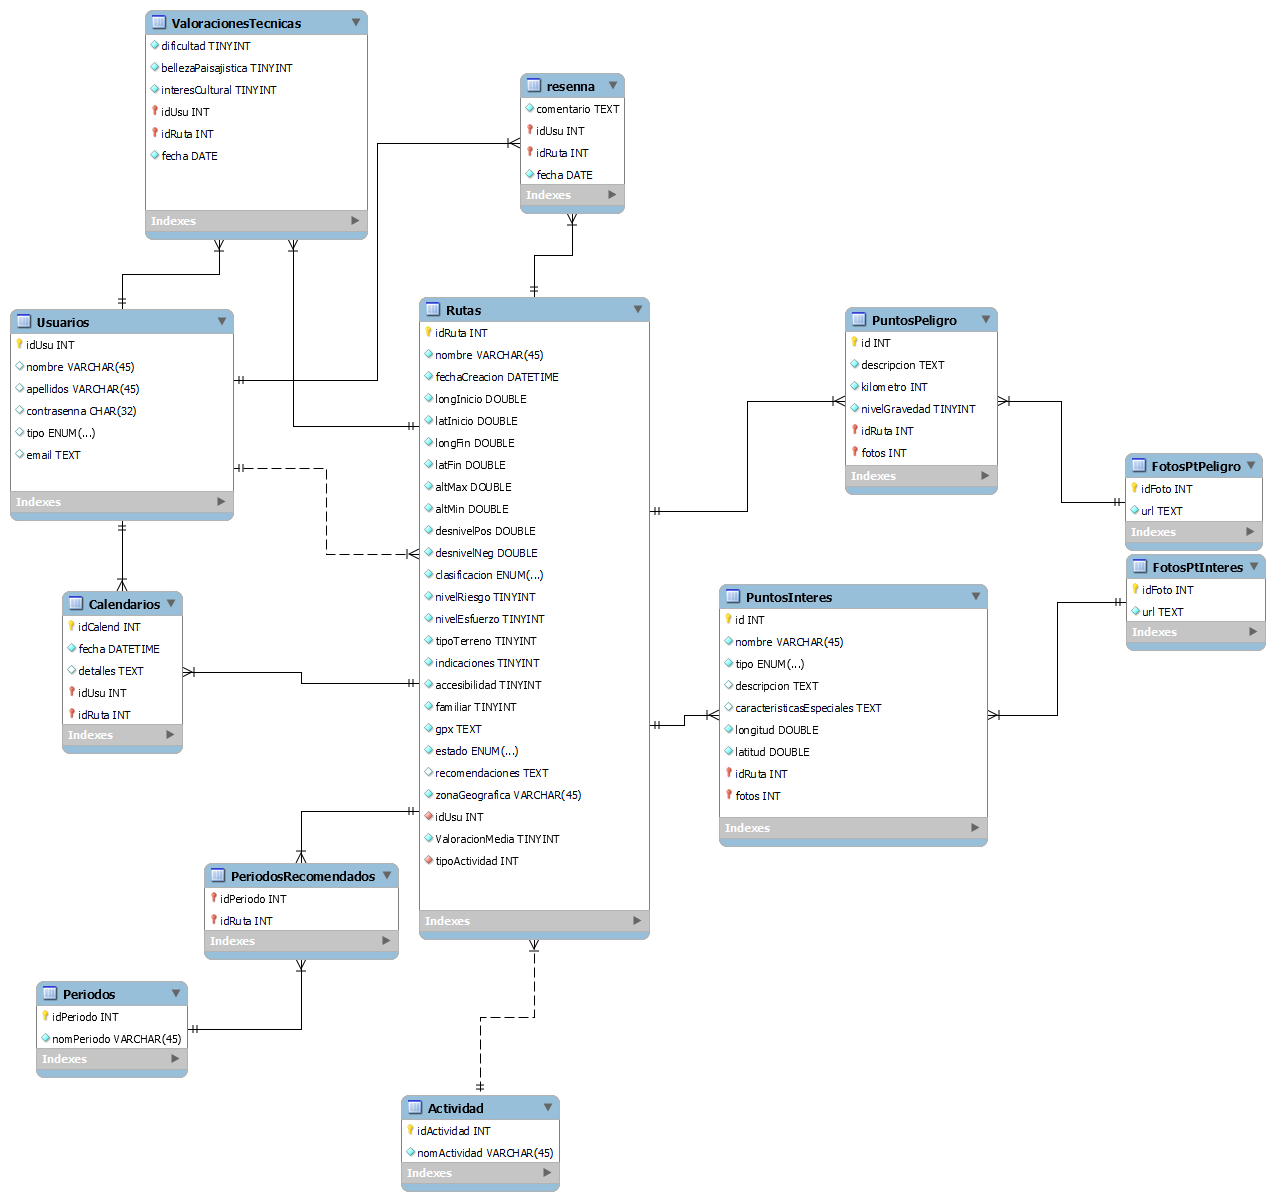 ValoracionesTecnicas
dificultad TINYINT
bellezaPaisajistica TINYINT
interesCultural TINYINT
idUsu INT
idRuta INT
fecha DATE
Indexes
resenna
comentario TEXT
idUsu INT
idRuta INT
fecha DATE
Indexes
Usuarios
idUsu INT
nombre VARCHAR(45)
apellidos VARCHAR(45)
contrasenna CHAR(32)
tipo ENUM(...)
email TEXT
Indexes
Rutas
idRuta INT
nombre VARCHAR(45)
fechaCreacion DATETIME
longInicio DOUBLE
latInicio DOUBLE
longFin DOUBLE
latFin DOUBLE
altMax DOUBLE
altMin DOUBLE
desnivelPos DOUBLE
desnivelNeg DOUBLE
clasificacion ENUM(...)
nivelRiesgo TINYINT
nivelEsfuerzo TINYINT
tipoTerreno TINYINT
indicaciones TINYINT
accesibilidad TINYINT
familiar TINYINT
gpx TEXT
estado ENUM(...)
recomendaciones TEXT
zonaGeografica VARCHAR(45)
idUsu INT
ValoracionMedia TINYINT
tipoActividad INT
Indexes
PuntosPeligro
id INT
descripcion TEXT
kilometro INT
nivelGravedad TINYINT
idRuta INT
fotos INT
Indexes
FotosPtPeligro
idFoto INT
url TEXT
Indexes
FotosPtInteres
idFoto INT
url TEXT
Indexes
PuntosInteres
id INT
nombre VARCHAR(45)
tipo ENUM(...)
descripcion TEXT
caracteristicasEspeciales TEXT
longitud DOUBLE
latitud DOUBLE
idRuta INT
fotos INT
Indexes
Calendarios
idCalend INT
fecha DATETIME
detalles TEXT
idUsu INT
idRuta INT
Indexes
PeriodosRecomendados
idPeriodo INT
idRuta INT
Indexes
Periodos
idPeriodo INT
nomPeriodo VARCHAR(45)
Indexes
Actividad
idActividad INT
nomActividad VARCHAR(45)
Indexes